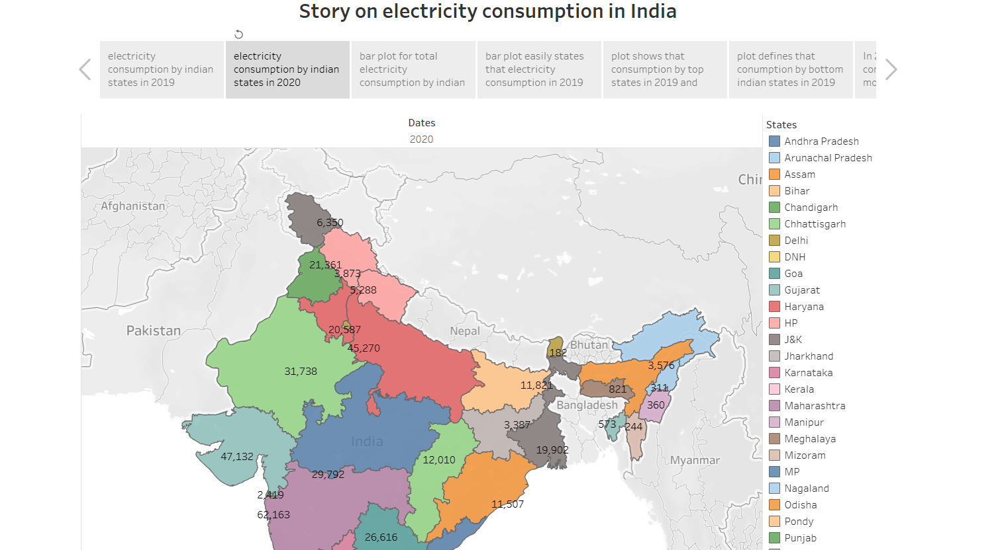 Story on electricity consumption in India
electricity
consumption by indian
states in 2019
electricity
consumption by indian
states in 2020
bar plot for total
electricity
consumption by indian
bar plot easily states
that electricity
consumption in 2019
plot shows that
consumption by top
states in 2019 and
plot defines that
conumption by bottom
indian states in 2019
In 2
Dates
2020
States
Andhra Pradesh
Arunachal Pradesh
Assam
Bihar
Chandigarh
Chhattisgarh
Delhi
DNH
Goa
Gujarat
Haryana
HP
J&K
Jharkhand
Karnataka
Kerala
Maharashtra
Manipur
Meghalaya
Mizoram
MP
Nagaland
Odisha
Pondy
Punjab
Afghanistan
6,350
21,361
3,873
5,288
Pakistan
20,587
45,270
Nepal
Bhutan
182
31,738
3,576
11,821
821
311
360
Bangladesh
573
244
3,387
India
47,132
12,010
19,902
Myanmar
29,792
2,419
62,163
11,507
26,616